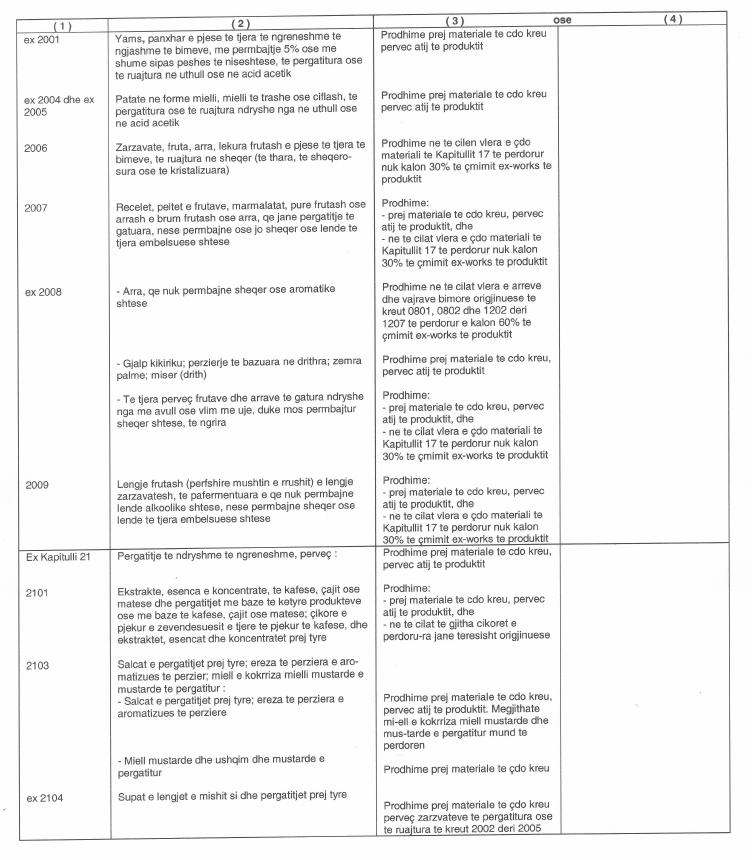 ( 1 ) ( 2 ) ( 3 ) ose ( 4 )
ex 2001
Yams, panxhar e pjese te tjera te ngreneshme te
ngjashme te bimeve, me permbajtje 5% ose me
shume sipas peshes te niseshtese, te pergatitura ose
te ruajtura ne uthull ose ne acid acetik
Prodhime prej materiale te cdo kreu
pervec atij te produktit
ex 2004 dhe ex
2005
Patate ne forme mielli, mielli te trashe ose ciflash, te
pergatitura ose te ruajtura ndryshe nga ne uthull ose
ne acid acetik
Prodhime prej materiale te cdo kreu
pervec atij te produktit
2006
Zarzavate, fruta, arra, lekura frutash e pjese te tjera te
bimeve, te ruajtura ne sheqer (te thara, te sheqero-
sura ose te kristalizuara)
Prodhime ne te cilen vlera e çdo
materiali te Kapitullit 17 te perdorur
nuk kalon 30% te çmimit ex-works te
produktit
2007
Recelet, peltet e frutave, marmalatat, pure frutash ose
arrash e brum frutash ose arra, qe jane pergatitje te
gatuara, nese permbajne ose jo sheqer ose lende te
tjera embelsuese shtese
Prodhime:
- prej materiale te cdo kreu, pervec
atij te produktit, dhe
- ne te cilat vlera e çdo materiali te
Kapitullit 17 te perdorur nuk kalon
30% te çmimit ex-works te produktit
ex 2008
- Arra, qe nuk permbajne sheqer ose aromatike
shtese
Prodhime ne te cilat vlera e arreve
dhe vajrave bimore origjinuese te
kreut 0801, 0802 dhe 1202 deri
1207 te perdorur e kalon 60% te
çmimit ex-works te produktit
- Gjalp kikiriku; perzierje te bazuara ne drithra; zemra
palme; miser (drith)
Prodhime prej materiale te cdo kreu,
pervec atij te produktit
- Te tjera perveç frutave dhe arrave te gatura ndryshe
nga me avull ose vlim me uje, duke mos permbajtur
sheqer shtese, te ngrira
Prodhime:
- prej materiale te cdo kreu, pervec
atij te produktit, dhe
- ne te cilat vlera e çdo materiali te
Kapitullit 17 te perdorur nuk kalon
30% te çmimit ex-works te produktit
2009
Lengje frutash (perfshire mushtin e rrushit) e lengje
zarzavatesh, te pafermentuara e qe nuk permbajne
lende alkoolike shtese, nese permbajne sheqer ose
lende te tjera embelsuese shtese
Prodhime:
- prej materiale te cdo kreu, pervec
atij te produktit, dhe
- ne te cilat vlera e çdo materiali te
Kapitullit 17 te perdorur nuk kalon
30% te çmimit ex-works te produktit
Ex Kapitulli 21
Pergatitje te ndryshme te ngreneshme, perveç :
Prodhime prej materiale te cdo kreu,
pervec atij te produktit
2101
Ekstrakte, esenca e koncentrate, te kafese, çajit ose
matese dhe pergatitjet me baze te ketyre produkteve
ose me baze te kafese, çajit ose matese; çikore e
pjekur e zevendesuesit e tjere te pjekur te kafese, dhe
ekstraktet, esencat dhe koncentratet prej tyre
Prodhime:
- prej materiale te cdo kreu, pervec
atij te produktit, dhe
- ne te cilat te gjitha cikoret e
perdoru-ra jane teresisht origjinuese
2103
Salcat e pergatitjet prej tyre; ereza te perziera e aro-
matizues te perzier; miell e kokrriza mielli mustarde e
mustarde te pergatitur :
- Salcat e pergatitjet prej tyre; ereza te perziera e
aromatizues te perziere
Prodhime prej materiale te cdo kreu,
pervec atij te produktit. Megjithate
mi-ell e kokrriza miell mustarde dhe
mus-tarde e pergatitur mund te
perdoren
- Miell mustarde dhe ushqim dhe mustarde e
pergatitur
Prodhime prej materiale te çdo kreu
ex 2104
Supat e lengjet e mishit si dhe pergatitjet prej tyre
Prodhime prej materiale te çdo kreu
perveç zarzvateve te pergatitura ose
te ruajtura te kreut 2002 deri 2005